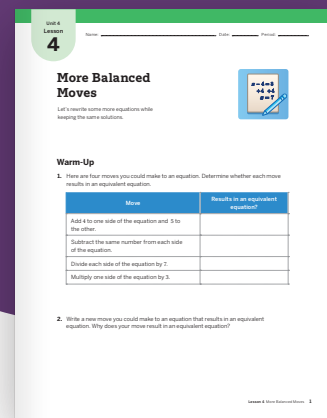 Unit 4
Lesson
4
Name: Date: Period:
More Balanced
Moves
Let's rewrite some more equations while
keeping the same solutions.
Warm-Up
1. Here are four moves you could make to an equation. Determine whether each move
results in an equivalent equation.
Move
Results in an equivalent
equation?
Add 4 to one side of the equation and 5 to
the other.
Subtract the same number from each side
of the equation.
Divide each side of the equation by 7.
Multiply one side of the equation by 3.
2. Write a new move you could make to an equation that results in an equivalent
equation. Why does your move result in an equivalent equation?
Lesson 4 More Balanced Moves 1